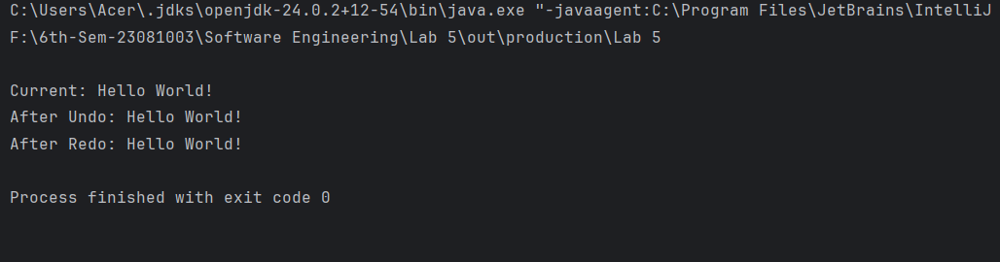 C:\Users\Acer\.jdks\openjdk-24.0.2+12-54\bin\java.exe "-javaagent:C:\Program Files\JetBrains\IntelliJ
F:\6th-Sem-23081003\Software Engineering\Lab 5\out\production\Lab 5
Current: Hello World!
After Undo: Hello World!
After Redo: Hello World!
Process finished with exit code 0